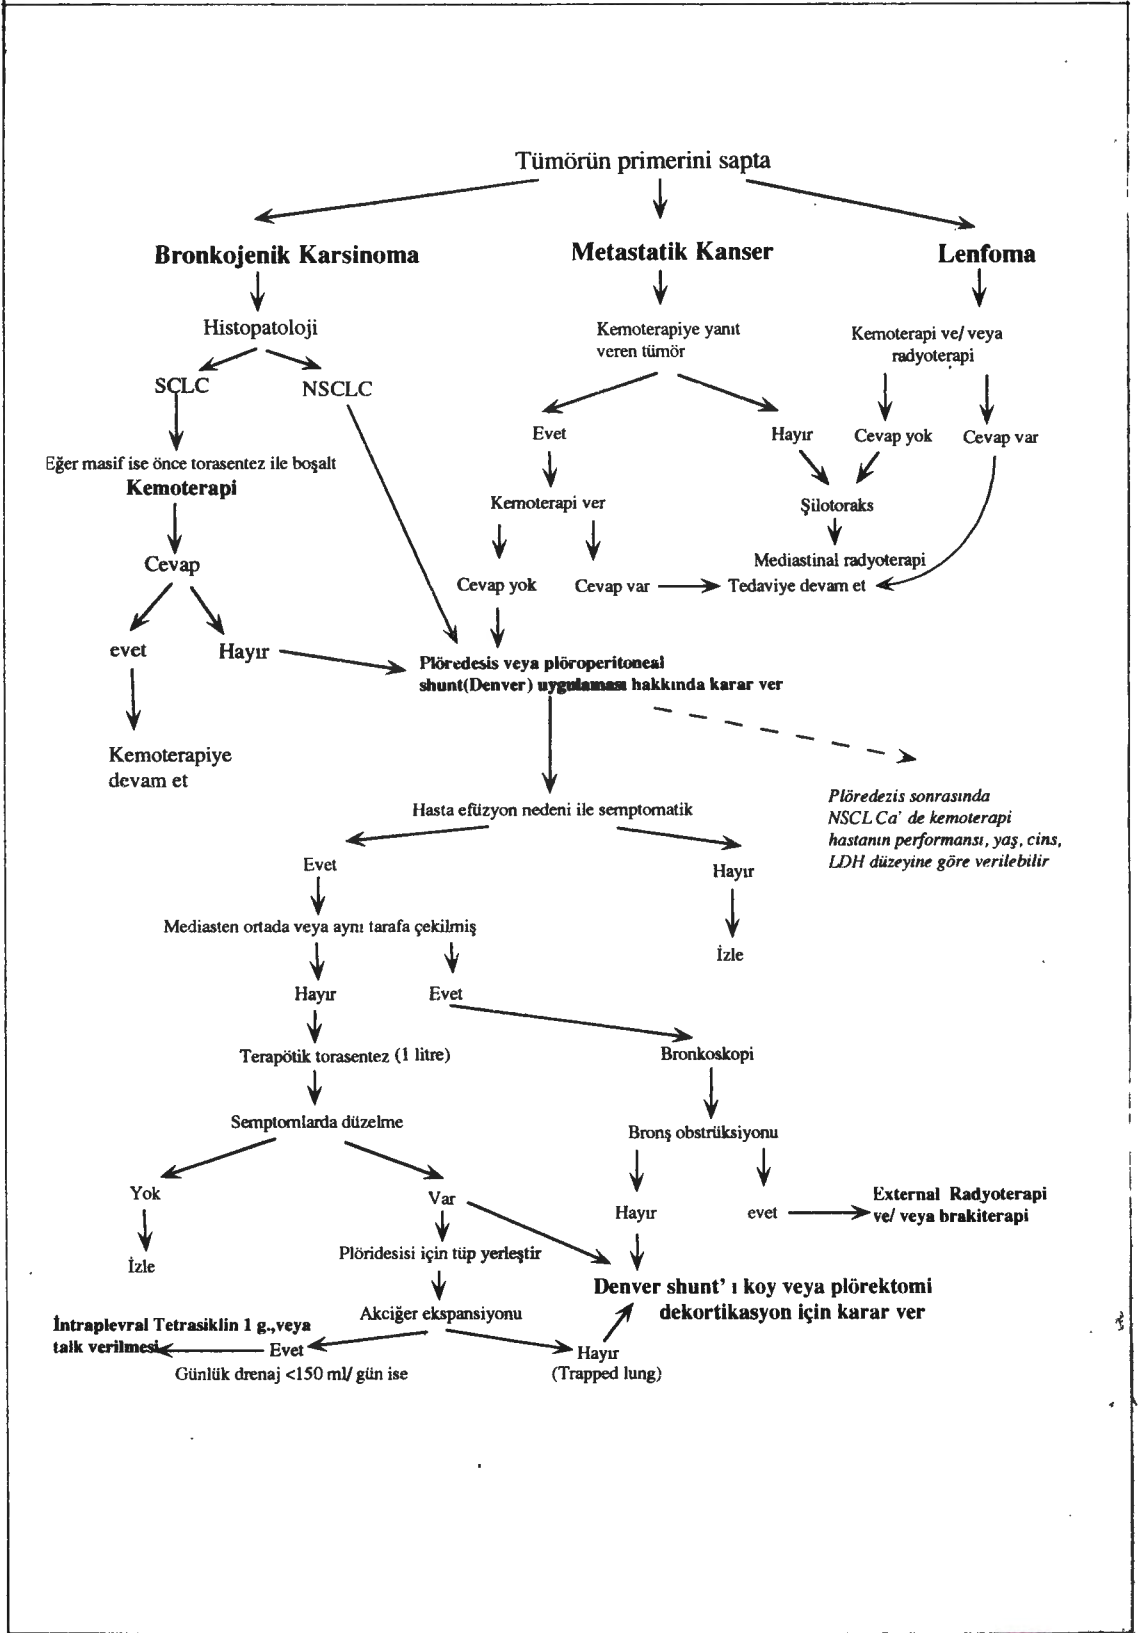 Tümörün primerini sapta
Bronkojenik Karsinoma
Metastatik Kanser
Lenfoma
Histopatoloji
Kemoterapiye yanıt
veren tümör
Kemoterapi ve/ veya
radyoterapi
SCLC
NSCLC
Evet
Hayır
Cevap yok
Cevap var
Eğer masif ise önce torasentez ile boşalt
Kemoterapi
Kemoterapi ver
Şilotoraks
Mediastinal radyoterapi
Cevap
Cevap yok
Cevap var
Tedaviye devam et
evet
Hayır
Plöredesis veya plöroperitoneal
shunt(Denver) uygulaması hakkında karar ver
Kemoterapiye
devam et
Plöredezis sonrasında
NSCL Ca' de kemoterapi
hastanın performansı, yaş, cins,
LDH düzeyine göre verilebilir
Hasta efüzyon nedeni ile semptomatik
Evet
Hayır
Mediasten ortada veya aynı tarafa çekilmiş
İzle
Hayır
Evet
Terapötik torasentez (1 litre)
Bronkoskopi
Semptomlarda düzelme
Bronş obstrüksiyonu
Yok
Var
Hayır
evet
External Radyoterapi
ve/ veya brakiterapi
İzle
Plöridesisi için tüp yerleştir
Denver shunt' ı koy veya plörektomi
dekortikasyon için karar ver
Akciğer ekspansiyonu
İntraplevral Tetrasiklin 1 g.,veya
talk verilmesi
Evet
Günlük drenaj <150 ml/ gün ise
Hayır
(Trapped lung)